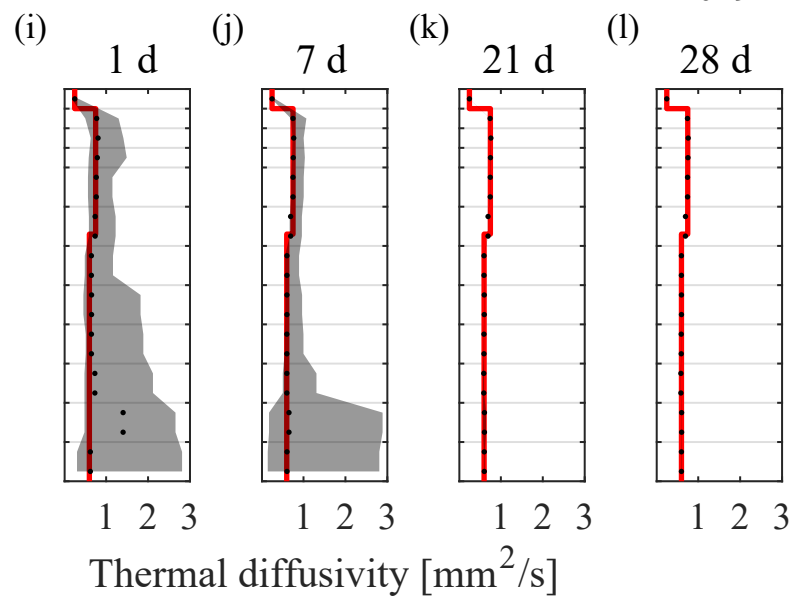 (i) (j) (k) (l)
1 d 7 d 21 d 28 d
1 2 3 1 2 3 1 2 3 1 2 3
Thermal diffusivity [mm²/s]